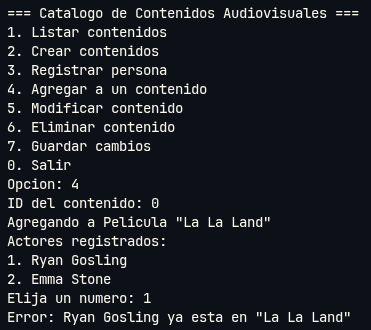 === Catalogo de Contenidos Audiovisuales ===
1. Listar contenidos
2. Crear contenidos
3. Registrar persona
4. Agregar a un contenido
5. Modificar contenido
6. Eliminar contenido
7. Guardar cambios
0. Salir
Opcion: 4
ID del contenido: 0
Agregando a Pelicula "La La Land"
Actores registrados:
1. Ryan Gosling
2. Emma Stone
Elija un numero: 1
Error: Ryan Gosling ya esta en "La La Land"